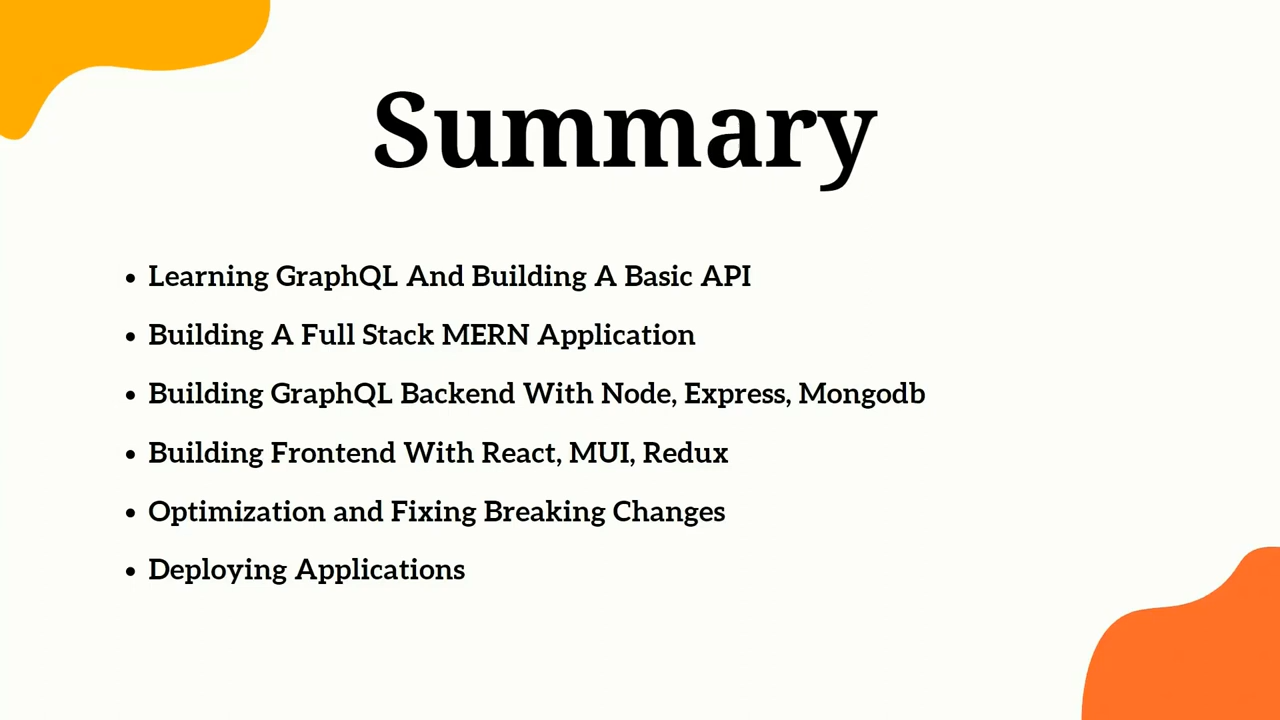 Summary
• Learning GraphQL And Building A Basic API
• Building A Full Stack MERN Application
• Building GraphQL Backend With Node, Express, Mongodb
• Building Frontend With React, MUI, Redux
• Optimization and Fixing Breaking Changes
• Deploying Applications